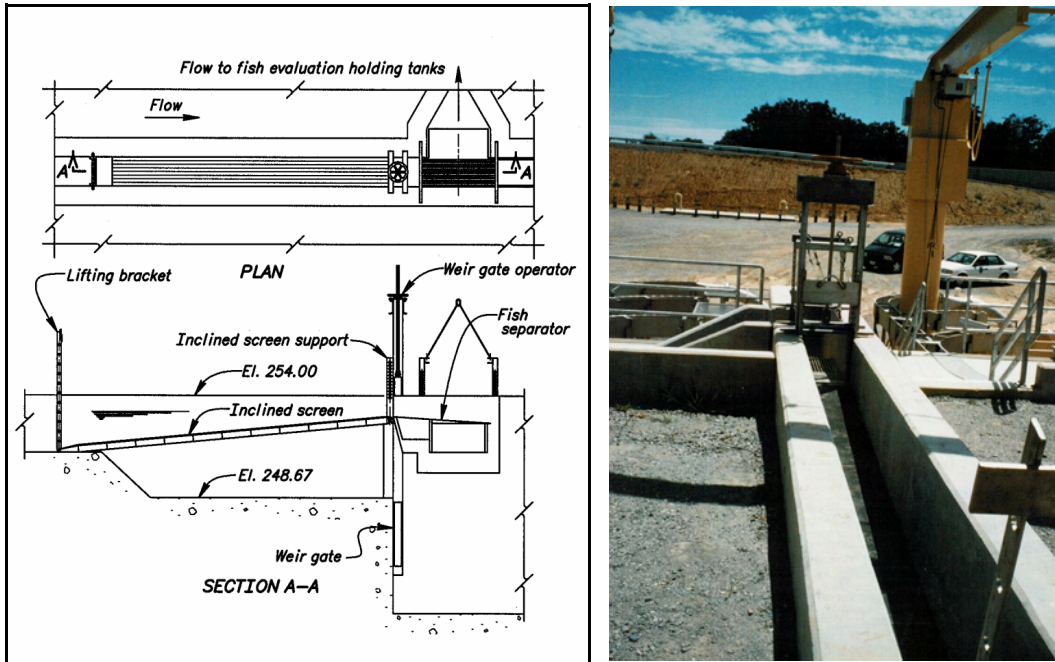 Flow to fish evaluation holding tanks
Flow
A
A
PLAN
Lifting bracket
Weir gate operator
Fish
separator
Inclined screen support
El. 254.00
Inclined screen
El. 248.67
Weir gate
SECTION A-A